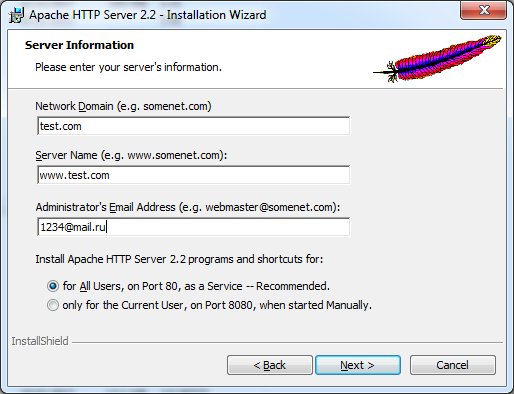 Apache HTTP Server 2.2 - Installation Wizard
Server Information
Please enter your server's information.
Network Domain (e.g. somenet.com)
test.com
Server Name (e.g. www.somenet.com):
www.test.com
Administrator's Email Address (e.g. webmaster@somenet.com):
1234@mail.ru
Install Apache HTTP Server 2.2 programs and shortcuts for:
for All Users, on Port 80, as a Service -- Recommended.
only for the Current User, on Port 8080, when started Manually.
InstallShield
< Back Next > Cancel